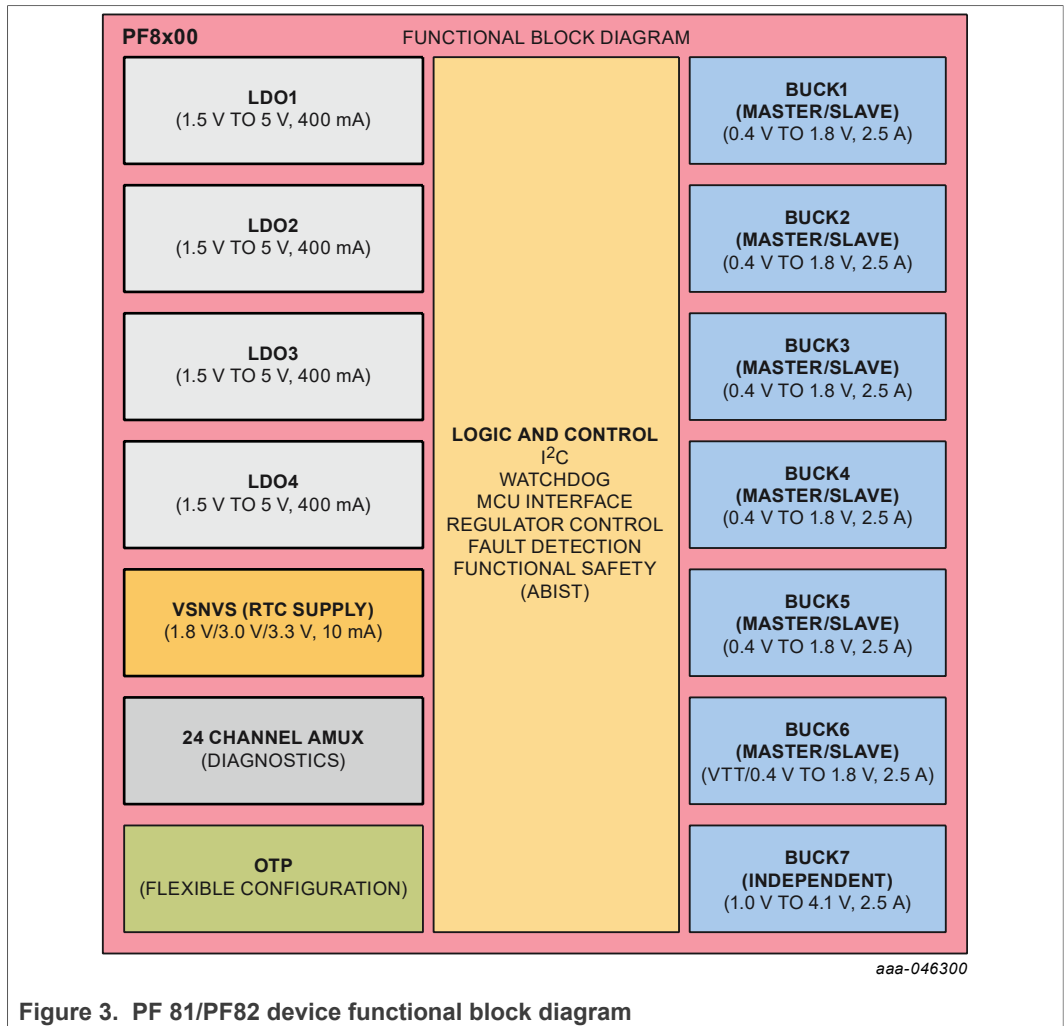 PF8x00
FUNCTIONAL BLOCK DIAGRAM
LDO1
(1.5 V TO 5 V, 400 mA)
LDO2
(1.5 V TO 5 V, 400 mA)
LDO3
(1.5 V TO 5 V, 400 mA)
LDO4
(1.5 V TO 5 V, 400 mA)
VSNVS (RTC SUPPLY)
(1.8 V/3.0 V/3.3 V, 10 mA)
24 CHANNEL AMUX
(DIAGNOSTICS)
OTP
(FLEXIBLE CONFIGURATION)
LOGIC AND CONTROL
I²C
WATCHDOG
MCU INTERFACE
REGULATOR CONTROL
FAULT DETECTION
FUNCTIONAL SAFETY
(ABIST)
BUCK1
(MASTER/SLAVE)
(0.4 V TO 1.8 V, 2.5 A)
BUCK2
(MASTER/SLAVE)
(0.4 V TO 1.8 V, 2.5 A)
BUCK3
(MASTER/SLAVE)
(0.4 V TO 1.8 V, 2.5 A)
BUCK4
(MASTER/SLAVE)
(0.4 V TO 1.8 V, 2.5 A)
BUCK5
(MASTER/SLAVE)
(0.4 V TO 1.8 V, 2.5 A)
BUCK6
(MASTER/SLAVE)
(VTT/0.4 V TO 1.8 V, 2.5 A)
BUCK7
(INDEPENDENT)
(1.0 V TO 4.1 V, 2.5 A)
aaa-046300
Figure 3. PF 81/PF82 device functional block diagram